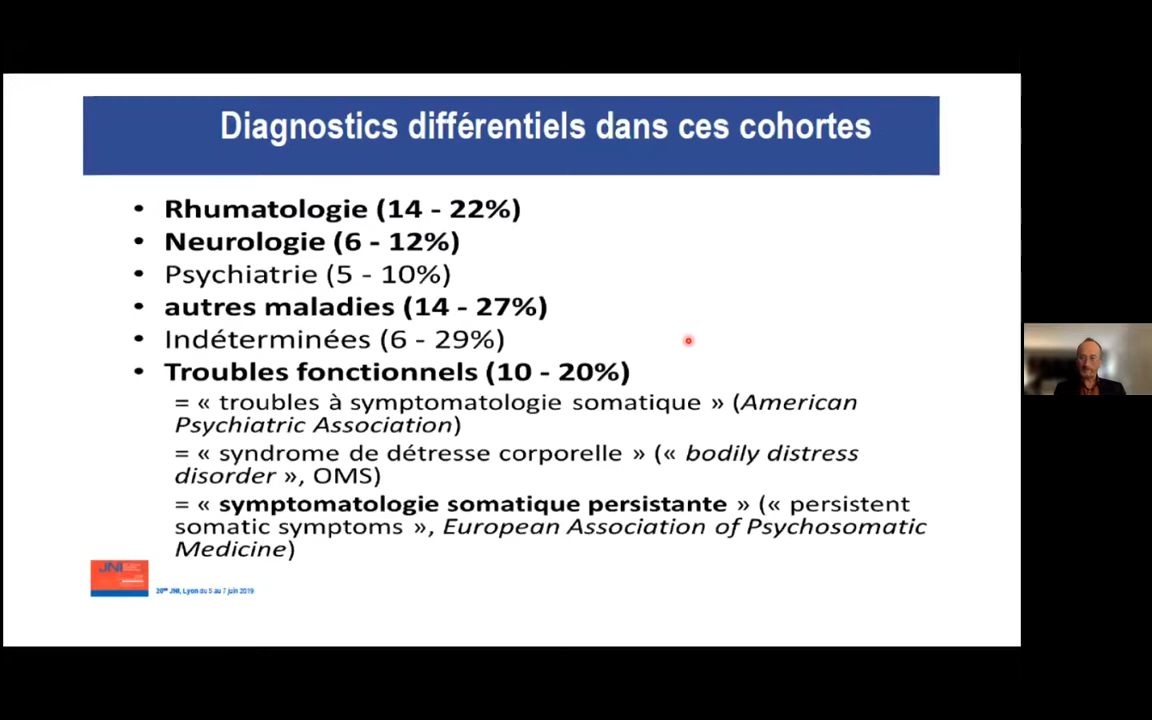 Diagnostics différentiels dans ces cohortes
• Rhumatologie (14 - 22%)
• Neurologie (6 - 12%)
• Psychiatrie (5 - 10%)
• autres maladies (14 - 27%)
• Indéterminées (6 - 29%)
• Troubles fonctionnels (10 - 20%)
= « troubles à symptomatologie somatique » (American
Psychiatric Association)
= « syndrome de détresse corporelle » (« bodily distress
disorder », OMS)
= « symptomatologie somatique persistante » (« persistent
somatic symptoms », European Association of Psychosomatic
Medicine)
JNI
20es JNI, Lyon du 5 au 7 juin 2019